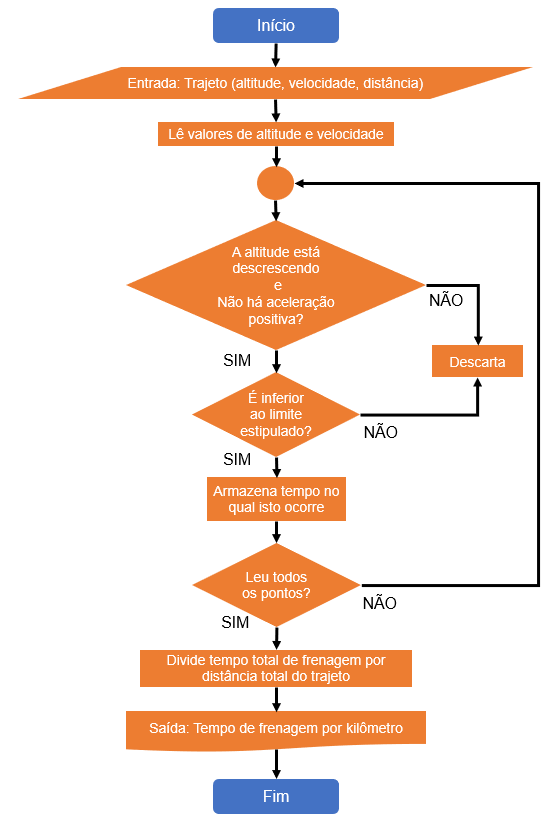 Início
Entrada: Trajeto (altitude, velocidade, distância)
Lê valores de altitude e velocidade
A altitude está
descrescendo
e
Não há aceleração
positiva?
NÃO
SIM
Descarta
É inferior
ao limite
estipulado?
NÃO
SIM
Armazena tempo no
qual isto ocorre
Leu todos
os pontos?
NÃO
SIM
Divide tempo total de frenagem por
distância total do trajeto
Saída: Tempo de frenagem por kilômetro
Fim